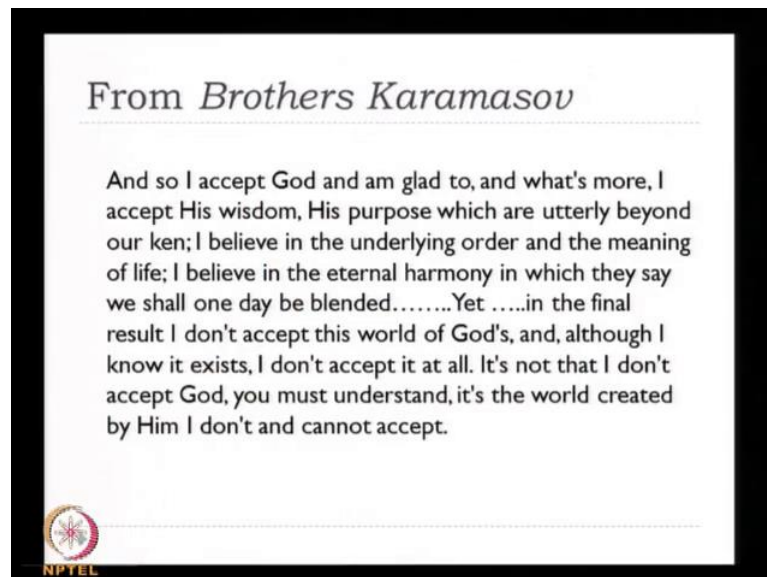 From Brothers Karamasov
And so I accept God and am glad to, and what's more, I
accept His wisdom, His purpose which are utterly beyond
our ken; I believe in the underlying order and the meaning
of life; I believe in the eternal harmony in which they say
we shall one day be blended........Yet .....in the final
result I don't accept this world of God's, and, although I
know it exists, I don't accept it at all. It's not that I don't
accept God, you must understand, it's the world created
by Him I don't and cannot accept.
NPTEL